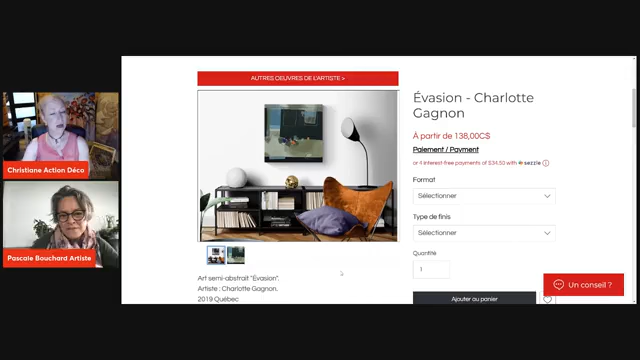 AUTRES OEUVRES DE L'ARTISTE >
Évasion - Charlotte
Gagnon
À partir de 138,00C$
Paiement / Payment
or 4 interest-free payments of $34.50 with sezzle
Format
Sélectionner
Type de finis
Sélectionner
Quantité
1
Ajouter au panier
Un conseil ?
Christiane Action Déco
Pascale Bouchard Artiste
Art semi-abstrait "Évasion".
Artiste : Charlotte Gagnon.
2019 Québec